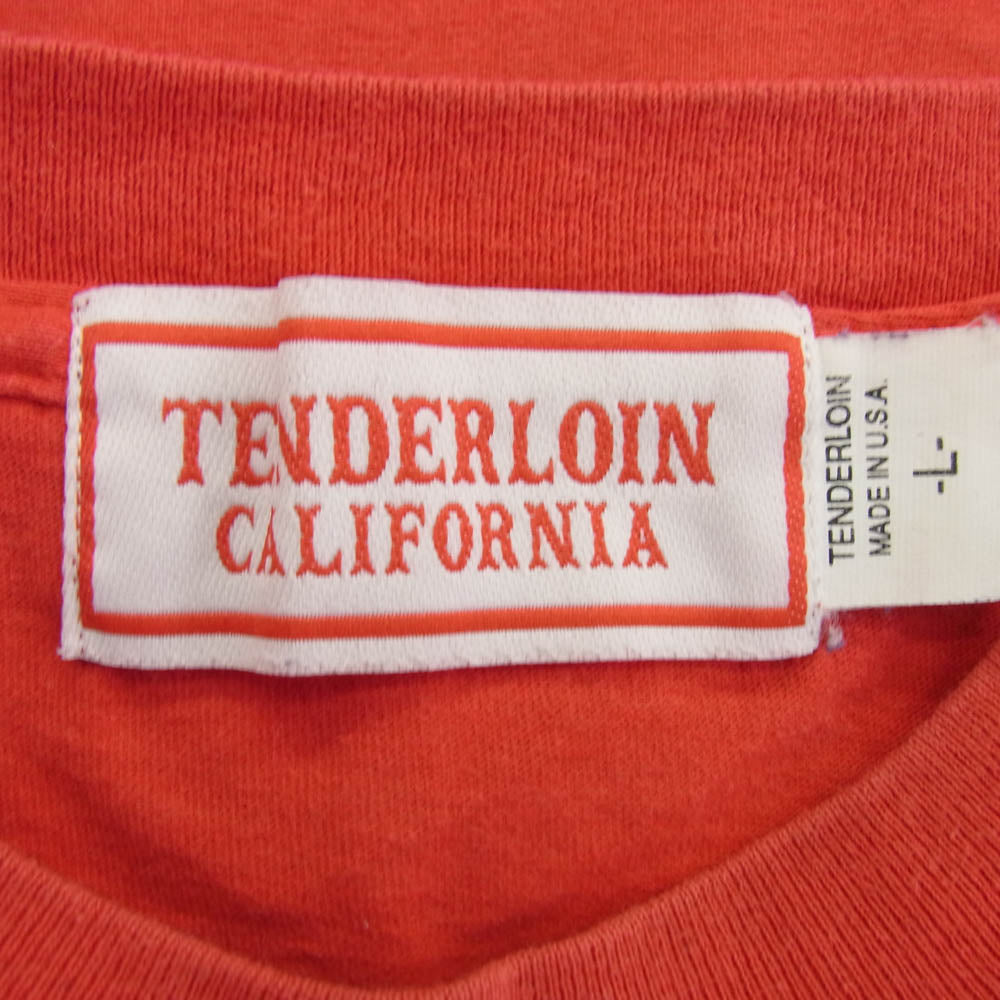 TENDERLOIN
CALIFORNIA
TENDERLOIN
MADE IN U.S.A.
-L-